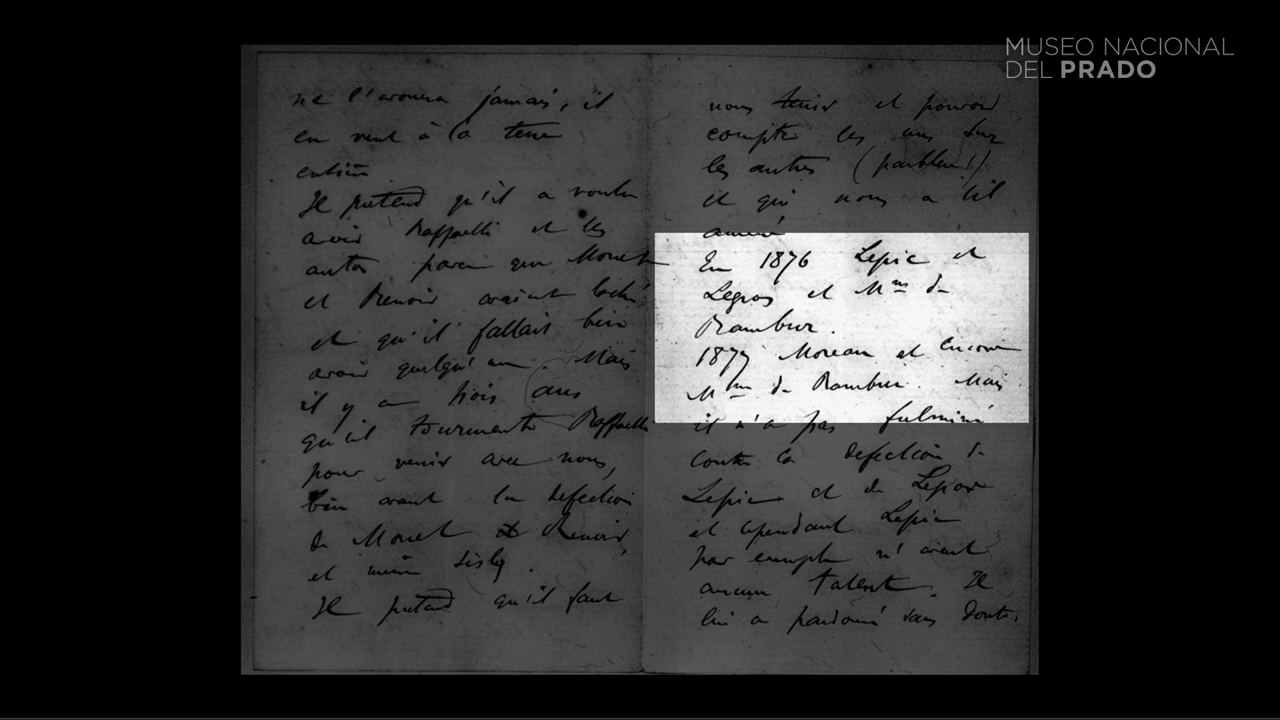 MUSEO NACIONAL
DEL PRADO
ne l'avouera jamais, il
en veut à la terre
entière
Il prétend qu'il a voulu
avoir Raffaelli et les
autres parce que Monet
et Renoir avaient lâché
et qu'il fallait bien
avoir quelqu'un. Mais
il y a trois ans
qu'il tourmente Raffaelli
pour venir avec nous,
bien avant la defection
de Monet & Renoir,
et même Sisley.
Il prétend qu'il faut
nous tenir et pouvoir
compter les uns sur
les autres (parbleu!)
et qui nous a t'il
amené
En 1876 Lepic et
Legros et Mme de
Rambure.
1877 Moreau et encore
Mme de Rambure. Mais
il n'a pas fulminé
contre la defection de
Lepic et de Legros
et cependant Lepic
par exemple n'avait
aucun talent. Il
lui a pardonné sans doute.